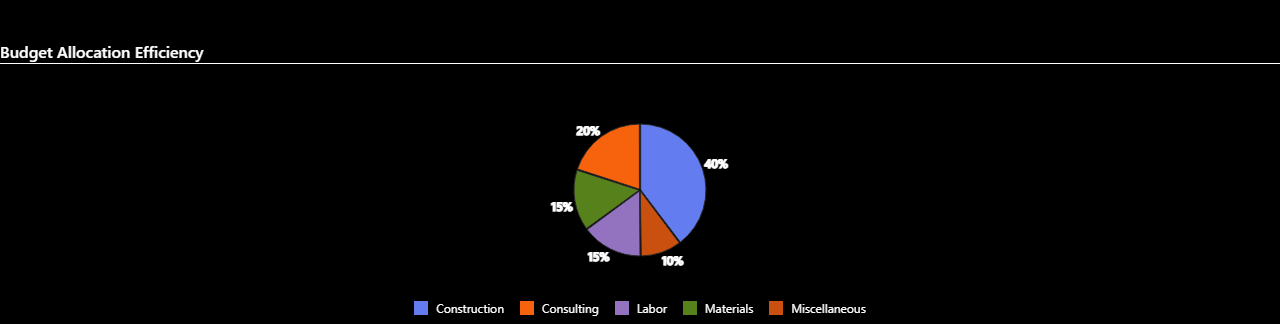 Budget Allocation Efficiency
20%
40%
15%
15%
10%
Construction Consulting Labor Materials Miscellaneous